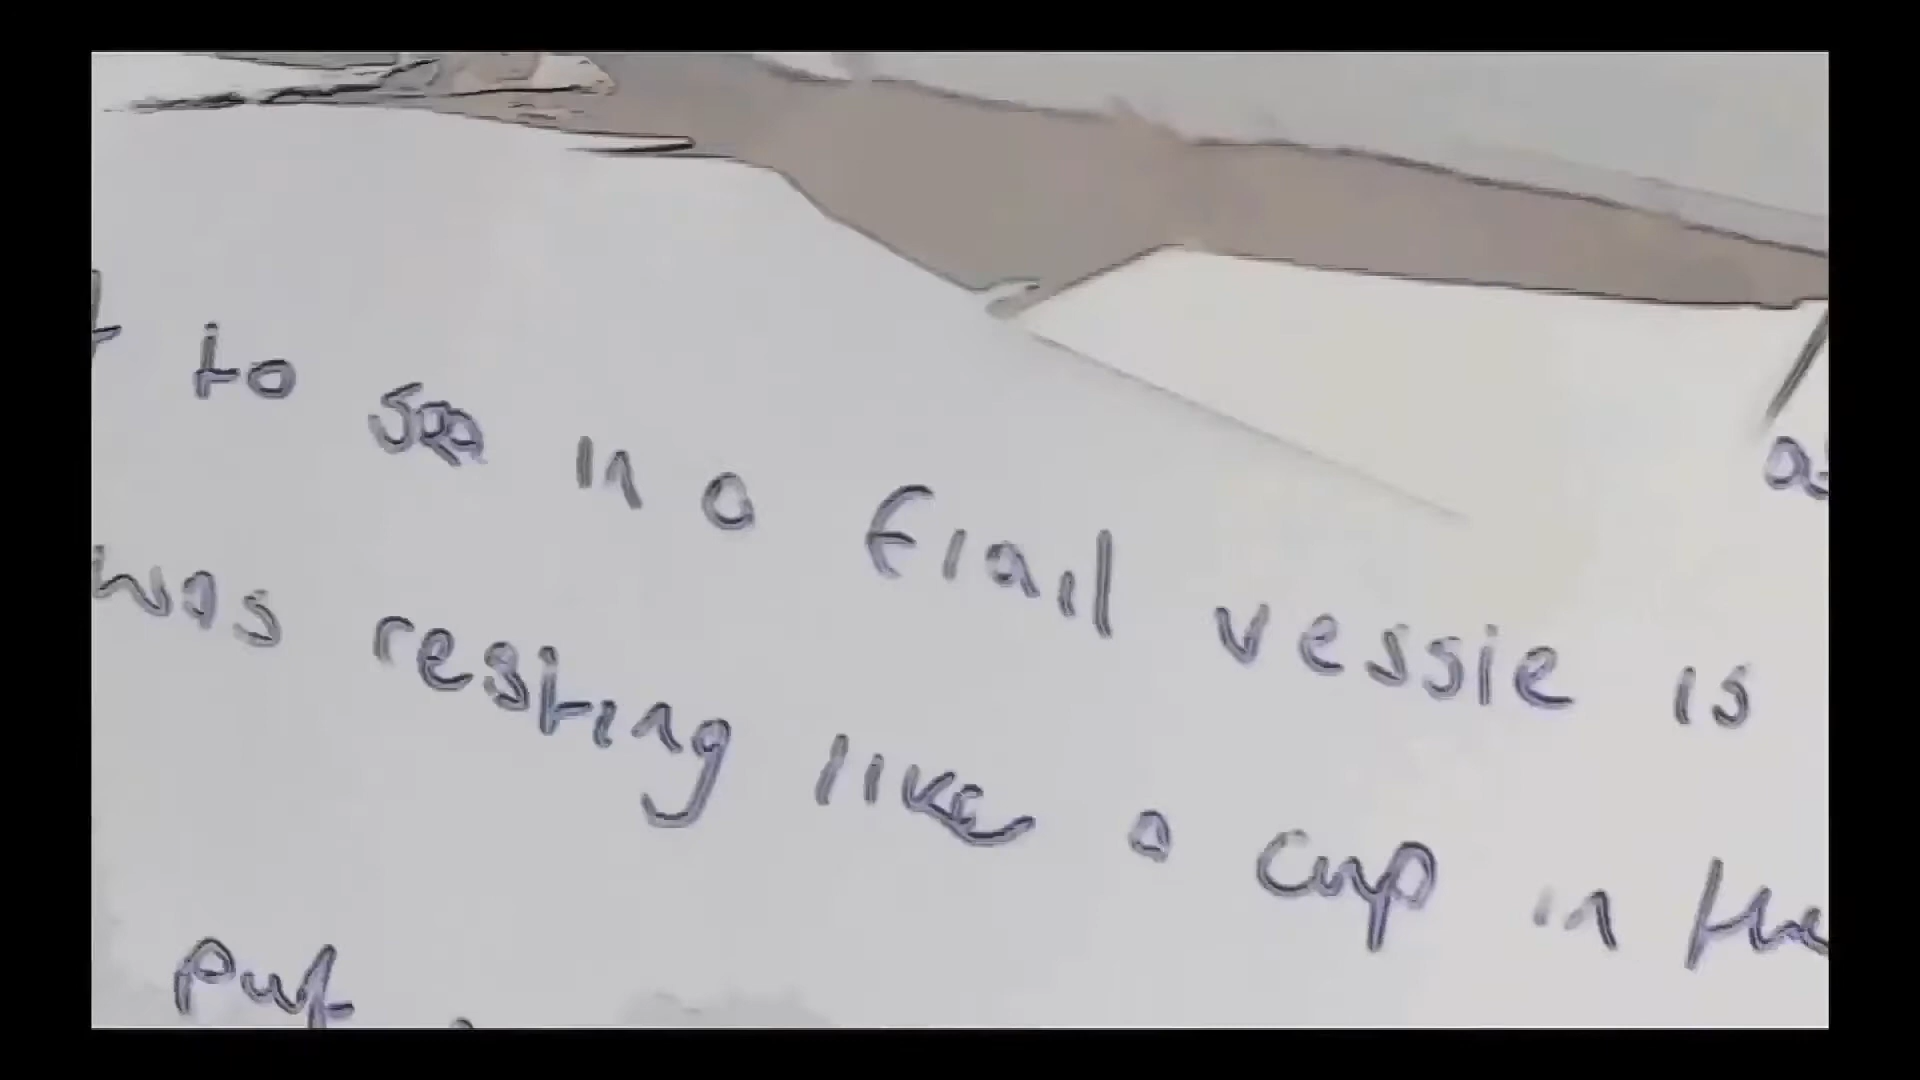 to sea in a frail vessie is
was resting like a cup in the
put